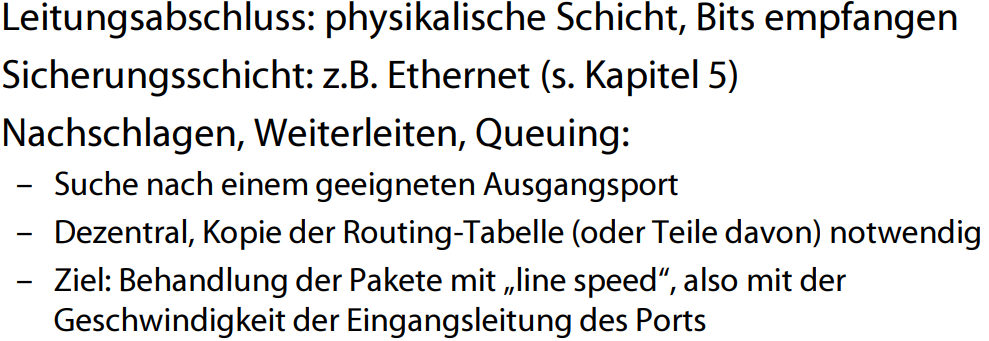 Leitungsabschluss: physikalische Schicht, Bits empfangen
Sicherungsschicht: z.B. Ethernet (s. Kapitel 5)
Nachschlagen, Weiterleiten, Queuing:
– Suche nach einem geeigneten Ausgangsport
– Dezentral, Kopie der Routing-Tabelle (oder Teile davon) notwendig
– Ziel: Behandlung der Pakete mit „line speed“, also mit der
Geschwindigkeit der Eingangsleitung des Ports